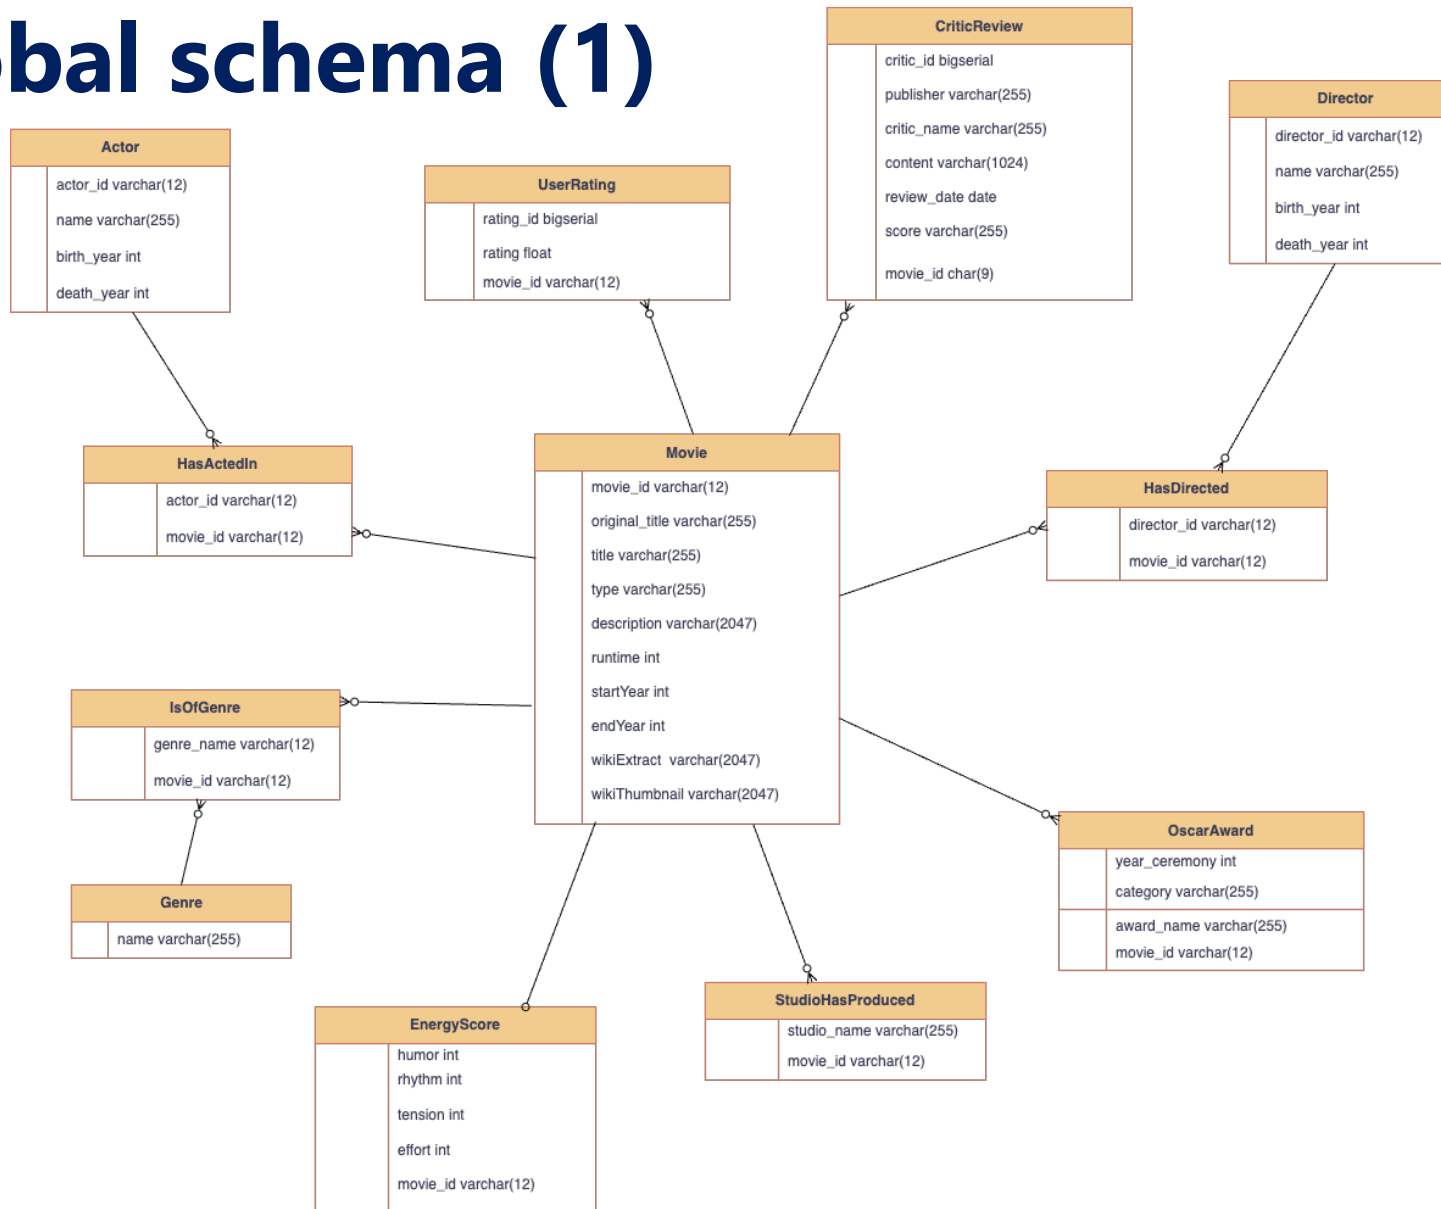 obal schema (1)
CriticReview
critic_id bigserial
publisher varchar(255)
critic_name varchar(255)
content varchar(1024)
review_date date
score varchar(255)
movie_id char(9)
Director
director_id varchar(12)
name varchar(255)
birth_year int
death_year int
Actor
actor_id varchar(12)
name varchar(255)
birth_year int
death_year int
UserRating
rating_id bigserial
rating float
movie_id varchar(12)
HasActedIn
actor_id varchar(12)
movie_id varchar(12)
Movie
movie_id varchar(12)
original_title varchar(255)
title varchar(255)
type varchar(255)
description varchar(2047)
runtime int
startYear int
endYear int
wikiExtract varchar(2047)
wikiThumbnail varchar(2047)
HasDirected
director_id varchar(12)
movie_id varchar(12)
IsOfGenre
genre_name varchar(12)
movie_id varchar(12)
Genre
name varchar(255)
OscarAward
year_ceremony int
category varchar(255)
award_name varchar(255)
movie_id varchar(12)
StudioHasProduced
studio_name varchar(255)
movie_id varchar(12)
EnergyScore
humor int
rhythm int
tension int
effort int
movie_id varchar(12)